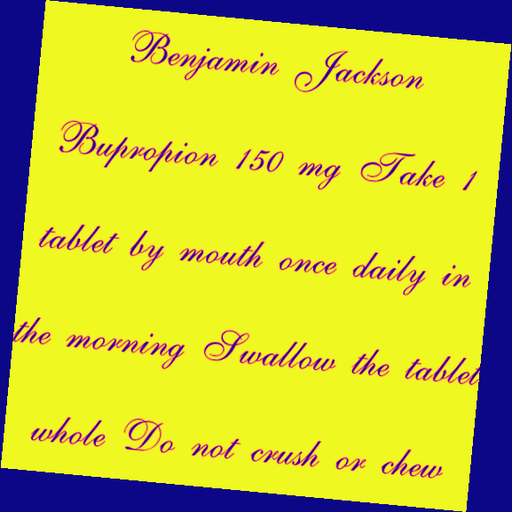 Benjamin Jackson
Bupropion 150 mg Take 1
tablet by mouth once daily in
the morning Swallow the tablet
whole Do not crush or chew